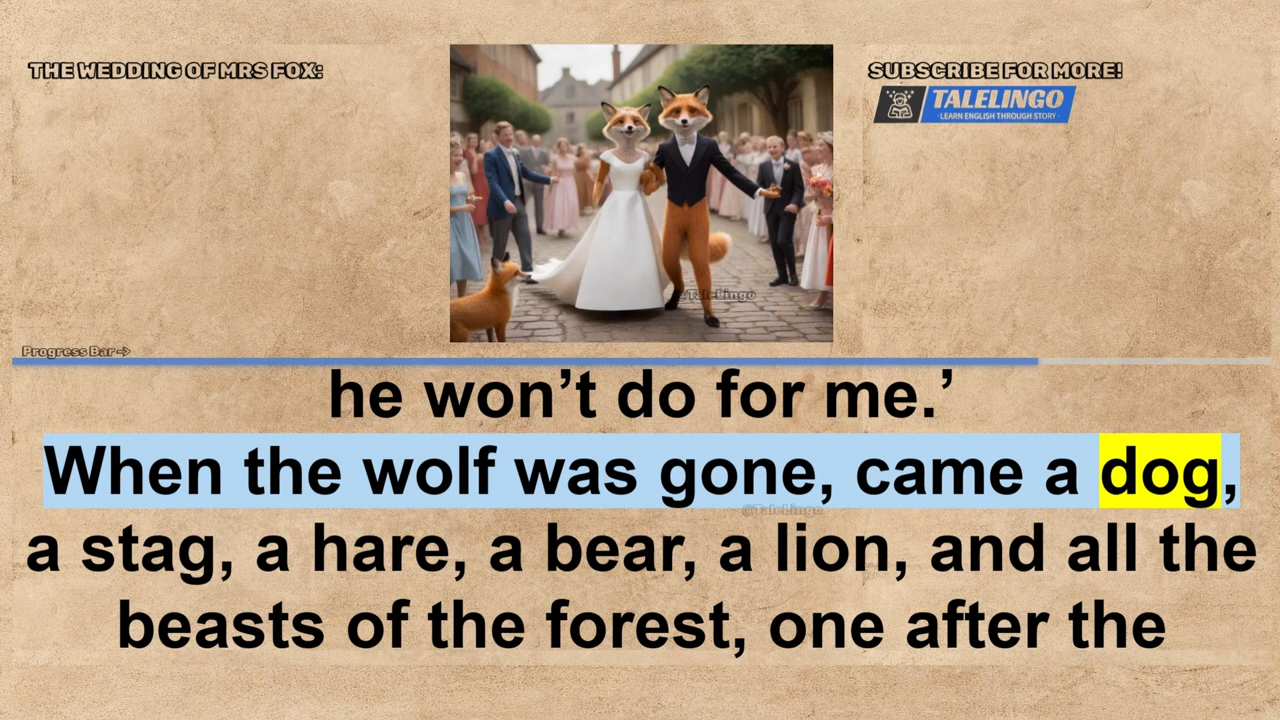 THE WEDDING OF MRS FOX:
SUBSCRIBE FOR MORE!
TALELINGO
· LEARN ENGLISH THROUGH STORY ·
@TaleLingo
Progress Bar->
he won’t do for me.’
When the wolf was gone, came a dog,
@TaleLingo
a stag, a hare, a bear, a lion, and all the
beasts of the forest, one after the